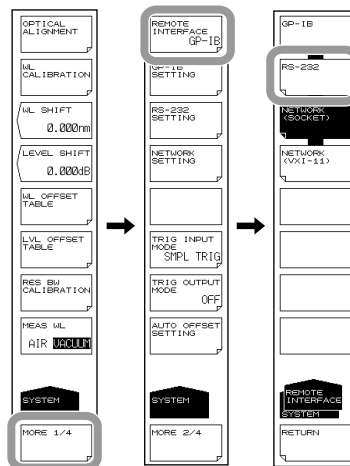 OPTICAL
ALIGNMENT
WL
CALIBRATION
WL SHIFT
0.000nm
LEVEL SHIFT
0.000dB
WL OFFSET
TABLE
LVL OFFSET
TABLE
RES BW
CALIBRATION
MEAS WL
AIR VACUUM
SYSTEM
MORE 1/4
REMOTE
INTERFACE
GP-IB
GP-IB
SETTING
RS-232
SETTING
NETWORK
SETTING
TRIG INPUT
MODE
SMPL TRIG
TRIG OUTPUT
MODE
OFF
AUTO OFFSET
SETTING
SYSTEM
MORE 2/4
GP-IB
RS-232
NETWORK
(SOCKET)
NETWORK
(VXI-11)
REMOTE
INTERFACE
SYSTEM
RETURN